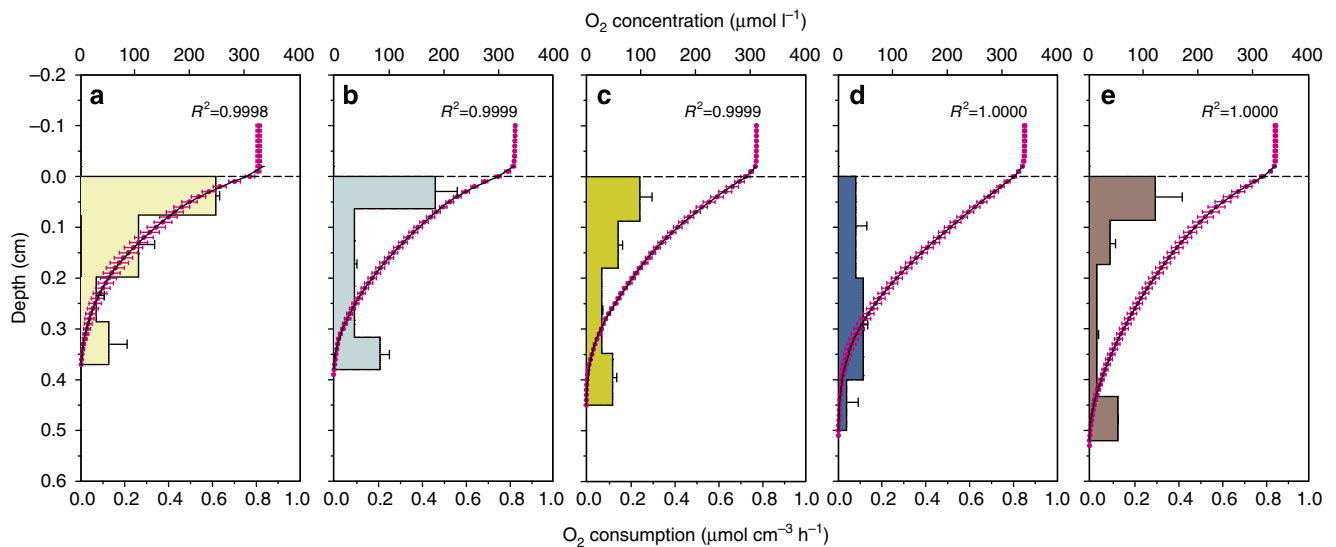 O2 concentration (μmol l–1)
0 100 200 300 400 0 100 200 300 400 0 100 200 300 400 0 100 200 300 400 0 100 200 300 400
–0.2
a b c d e
R2=0.9998 R2=0.9999 R2=0.9999 R2=1.0000 R2=1.0000
–0.1
0.0
0.1
0.2
0.3
0.4
0.5
0.6
Depth (cm)
0.0 0.2 0.4 0.6 0.8 1.0 0.0 0.2 0.4 0.6 0.8 1.0 0.0 0.2 0.4 0.6 0.8 1.0 0.0 0.2 0.4 0.6 0.8 1.0 0.0 0.2 0.4 0.6 0.8 1.0
O2 consumption (μmol cm–3 h–1)